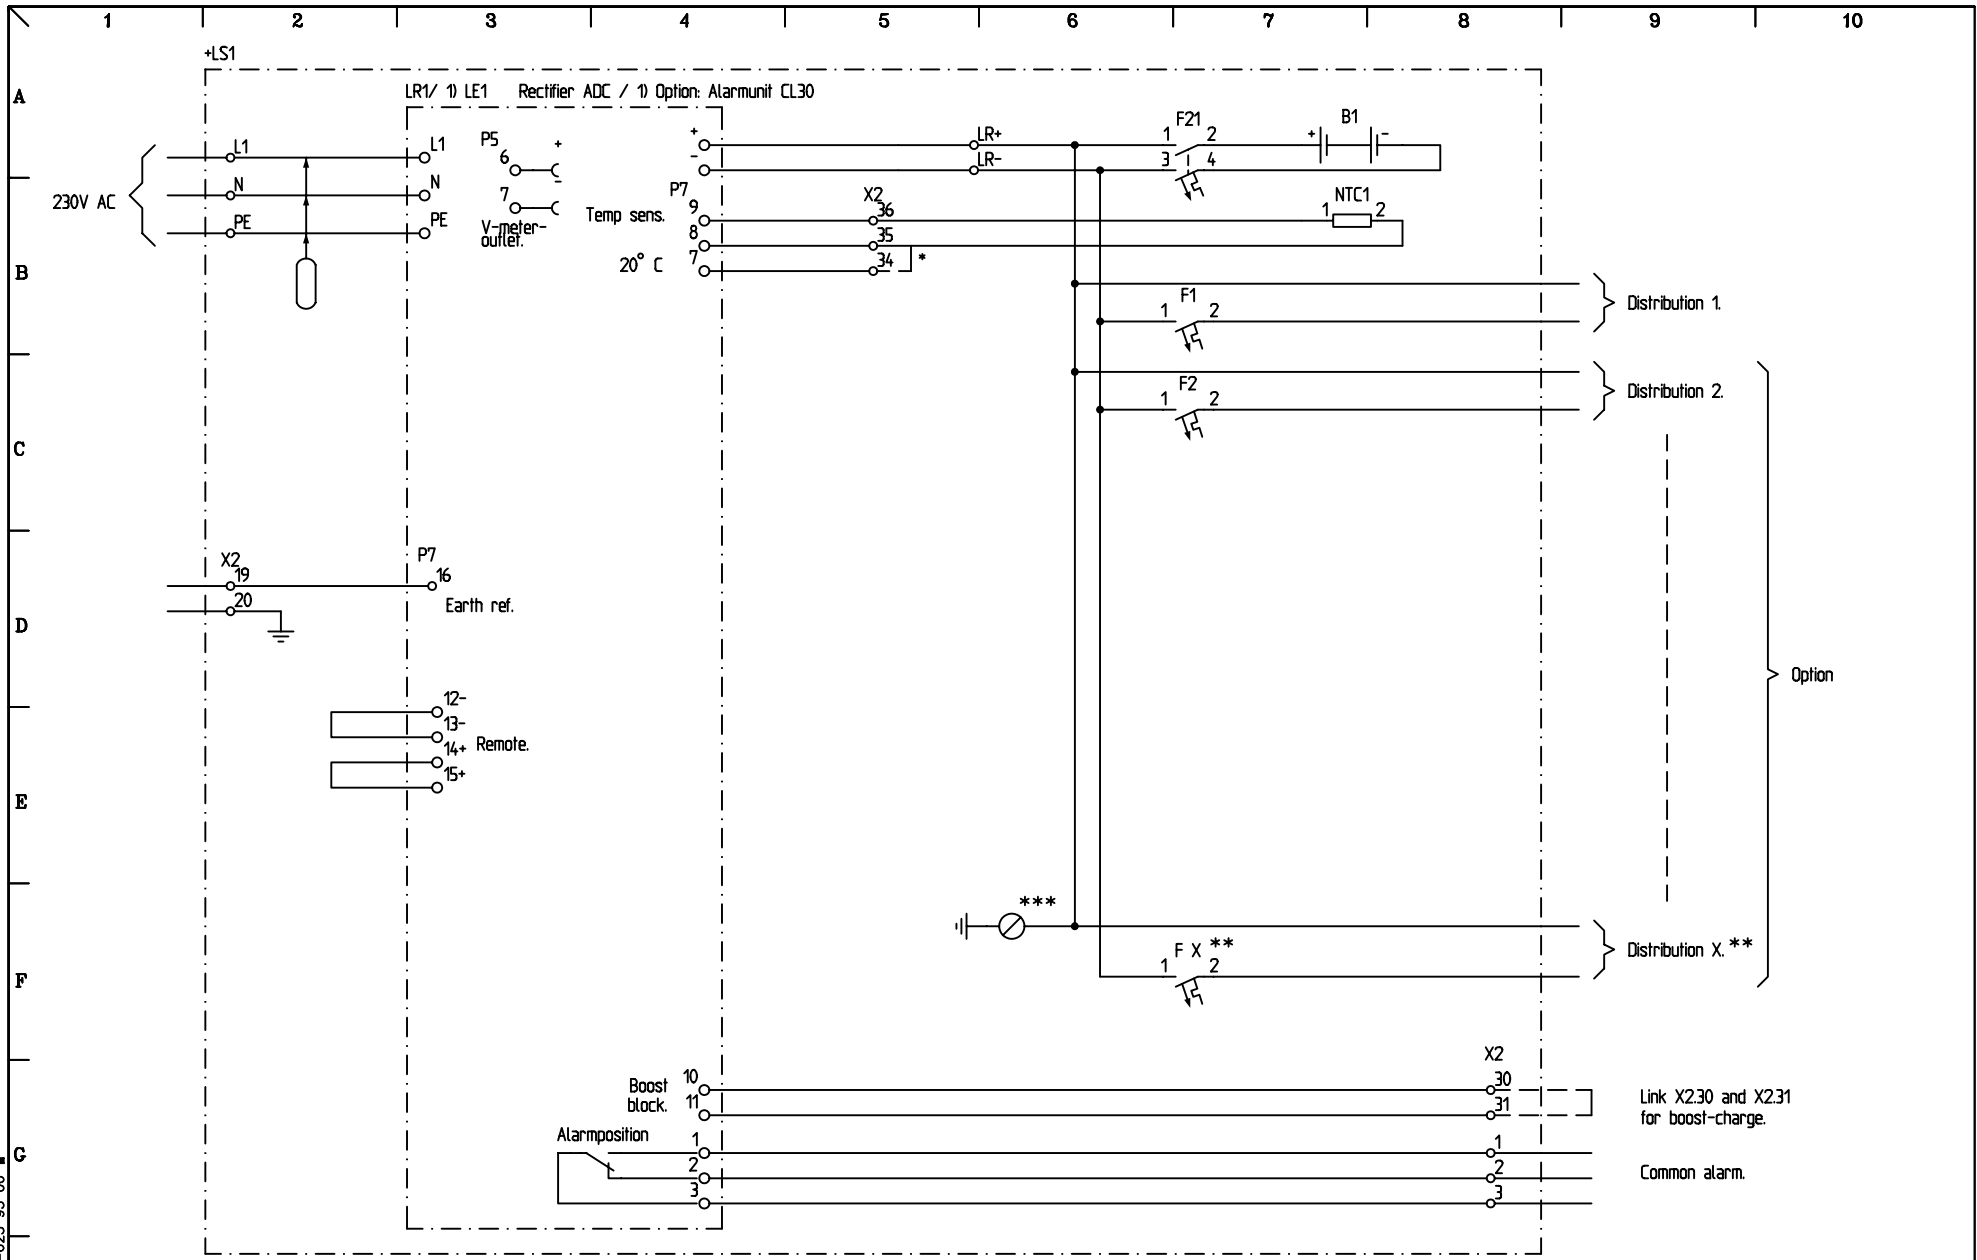 1 2 3 4 5 6 7 8 9 10
+LS1
A
LR1/ 1) LE1 Rectifier ADC / 1) Option: Alarmunit CL30
L1
N
PE
230V AC
L1
N
PE
P5
6
+
-
7
V-meter-
outlet.
+
-
P7
Temp sens. 9
8
20° C 7
LR+
LR-
X2
36
35
34 *
F21
1 2
3 4
B1
+ -
NTC1
1 2
B
F1
1 2
Distribution 1.
F2
1 2
Distribution 2.
C
X2
19
20
P7
16
Earth ref.
D
Option
12-
13-
14+
15+
Remote.
E
***
F X **
1 2
Distribution X. **
F
X2
Boost
block.
10
11
30
31
Link X2.30 and X2.31
for boost-charge.
Alarmposition
G
1
2
3
1
2
3
Common alarm.